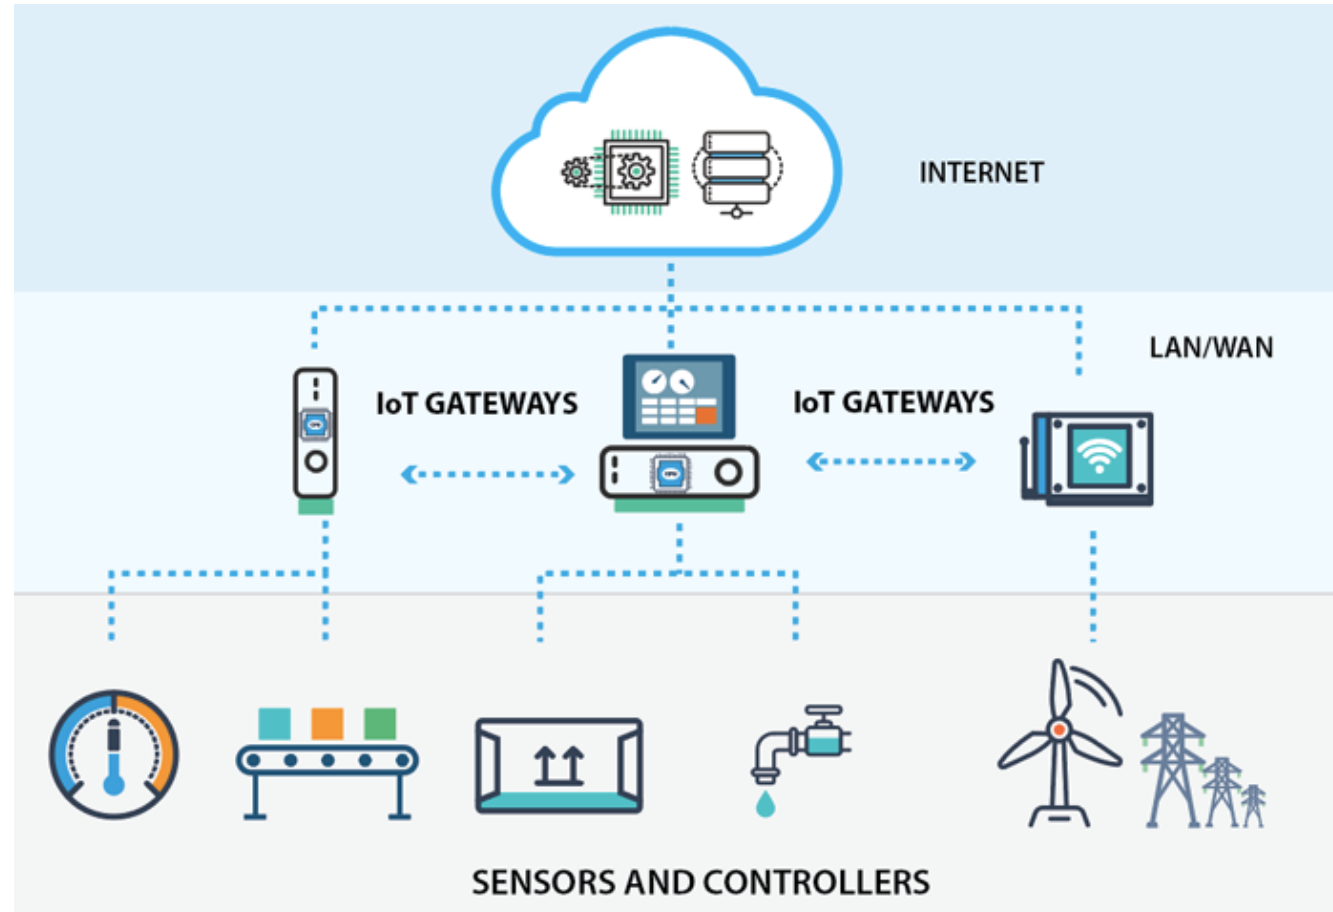 INTERNET
LAN/WAN
IoT GATEWAYS
IoT GATEWAYS
SENSORS AND CONTROLLERS